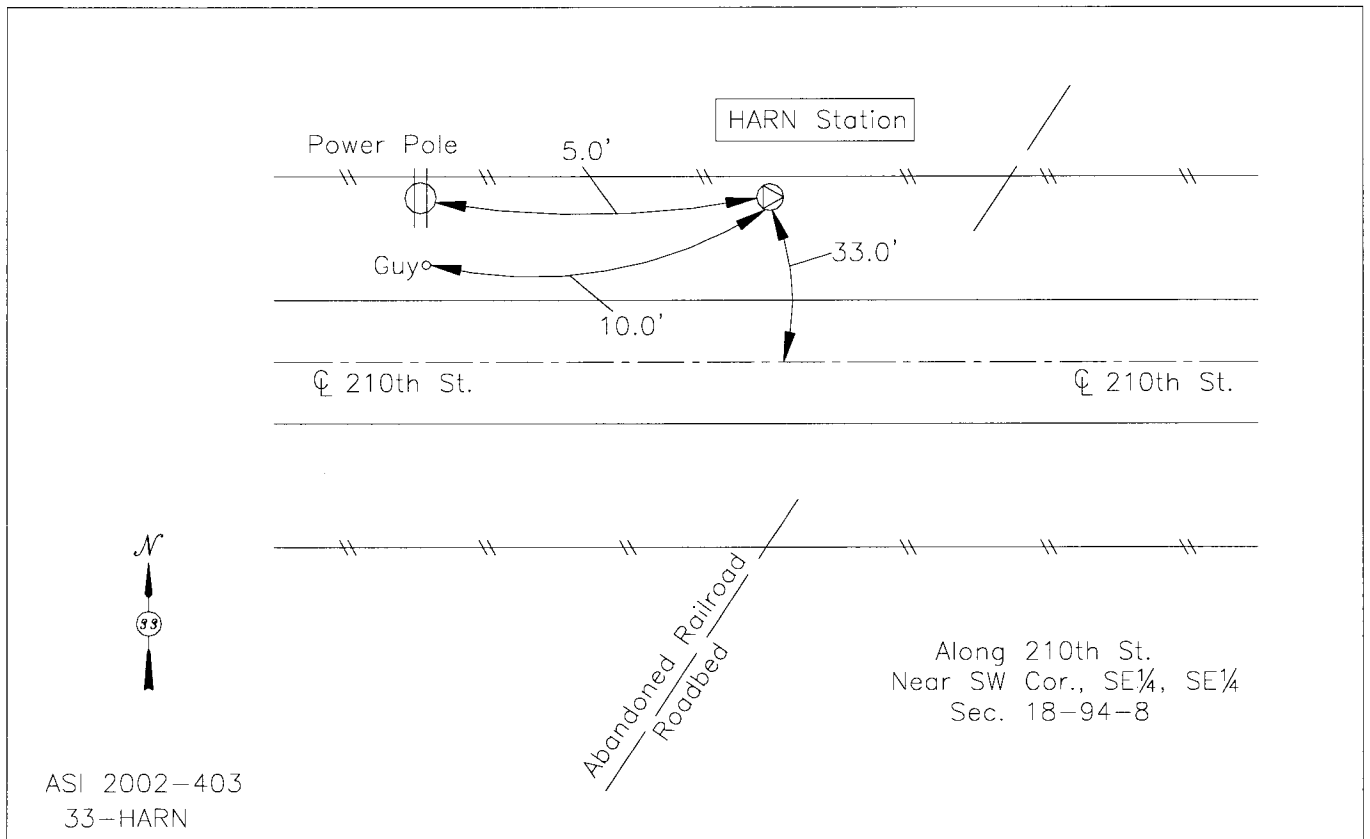 HARN Station
Power Pole
5.0'
Guy
33.0'
10.0'
℄ 210th St.
℄ 210th St.
N
33
Abandoned Railroad
Roadbed
Along 210th St.
Near SW Cor., SE¼, SE¼
Sec. 18-94-8
ASI 2002-403
33-HARN